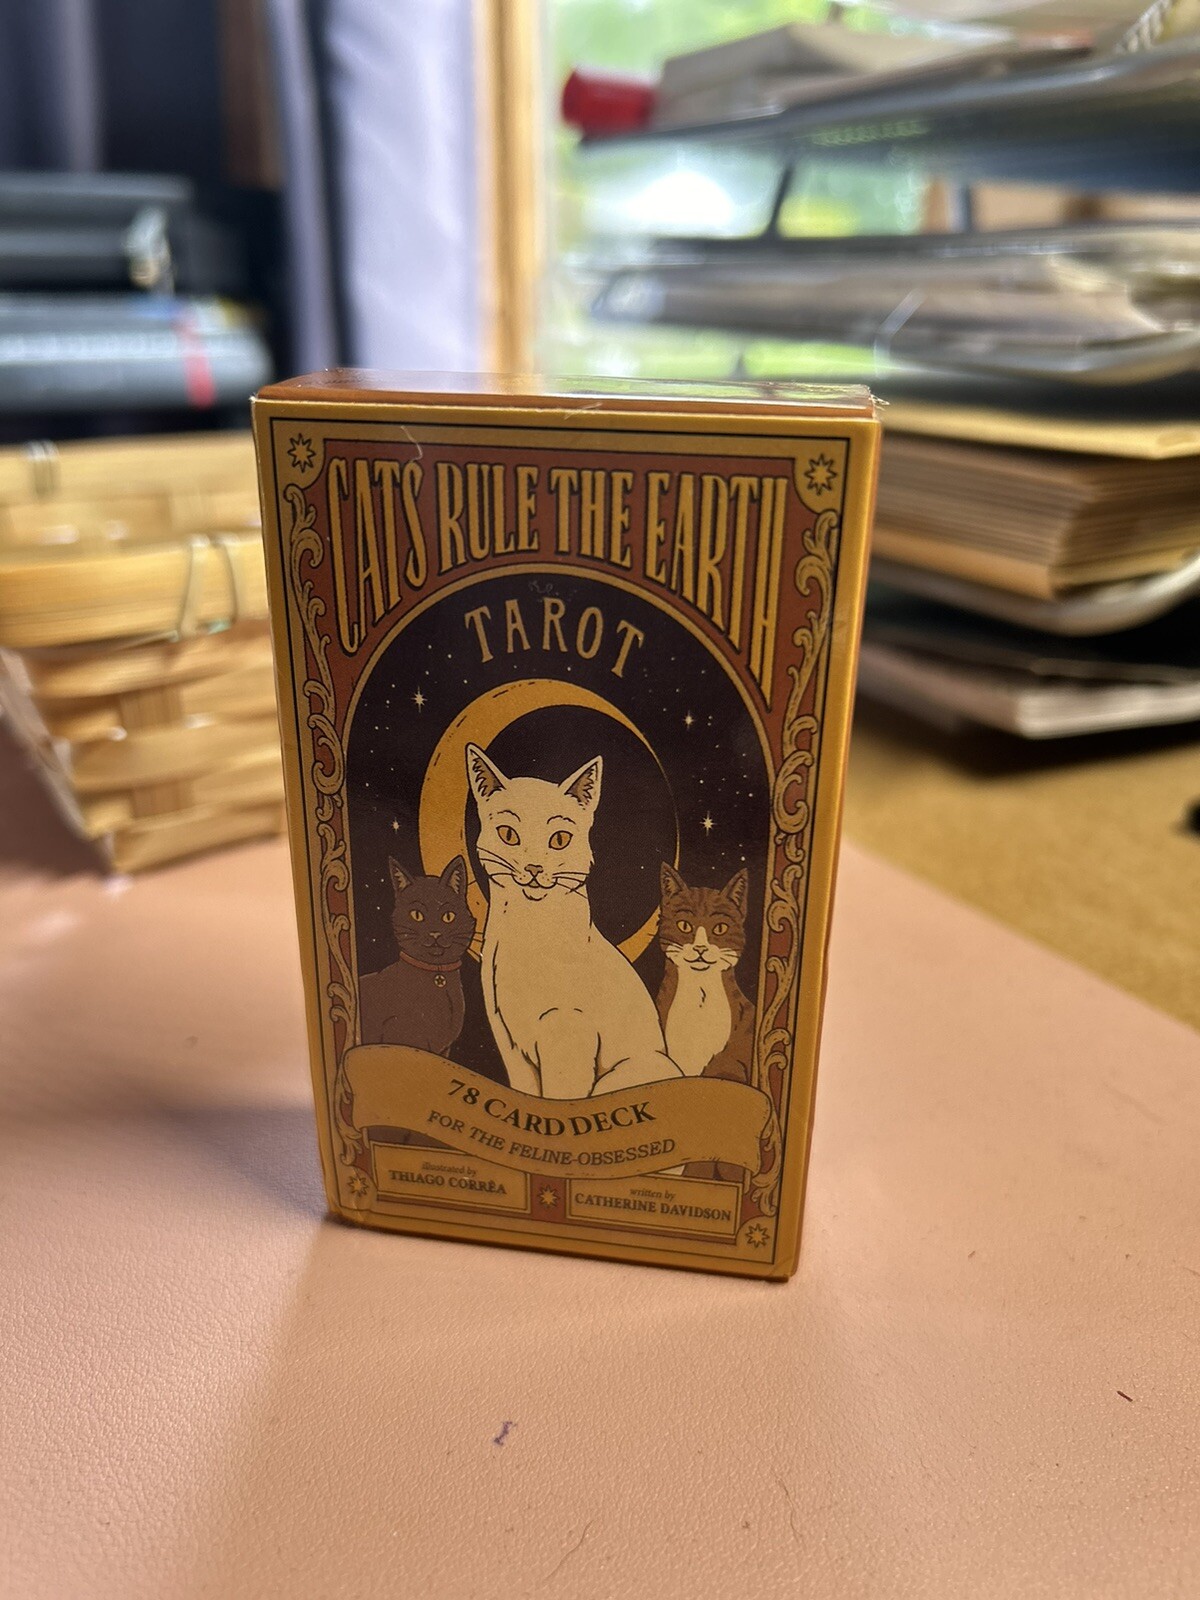 CATS RULE THE EARTH
TAROT
78 CARD DECK
FOR THE FELINE-OBSESSED
illustrated by
THIAGO CORRÊA
written by
CATHERINE DAVIDSON